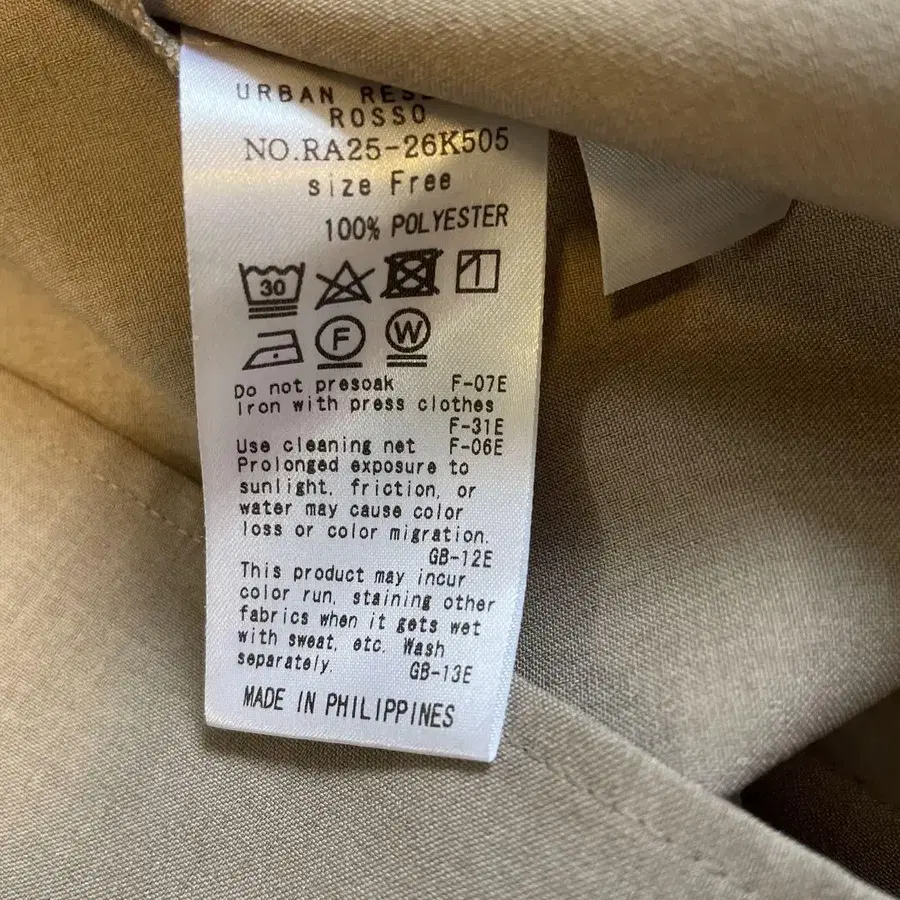 URBAN
ROSSO
NO.RA25-26K505
size Free
100% POLYESTER
30
F
W
Do not presoak F-07E
Iron with press clothes
F-31E
Use cleaning net F-06E
Prolonged exposure to
sunlight, friction, or
water may cause color
loss or color migration.
GB-12E
This product may incur
color run, staining other
fabrics when it gets wet
with sweat, etc. Wash
separately. GB-13E
MADE IN PHILIPPINES